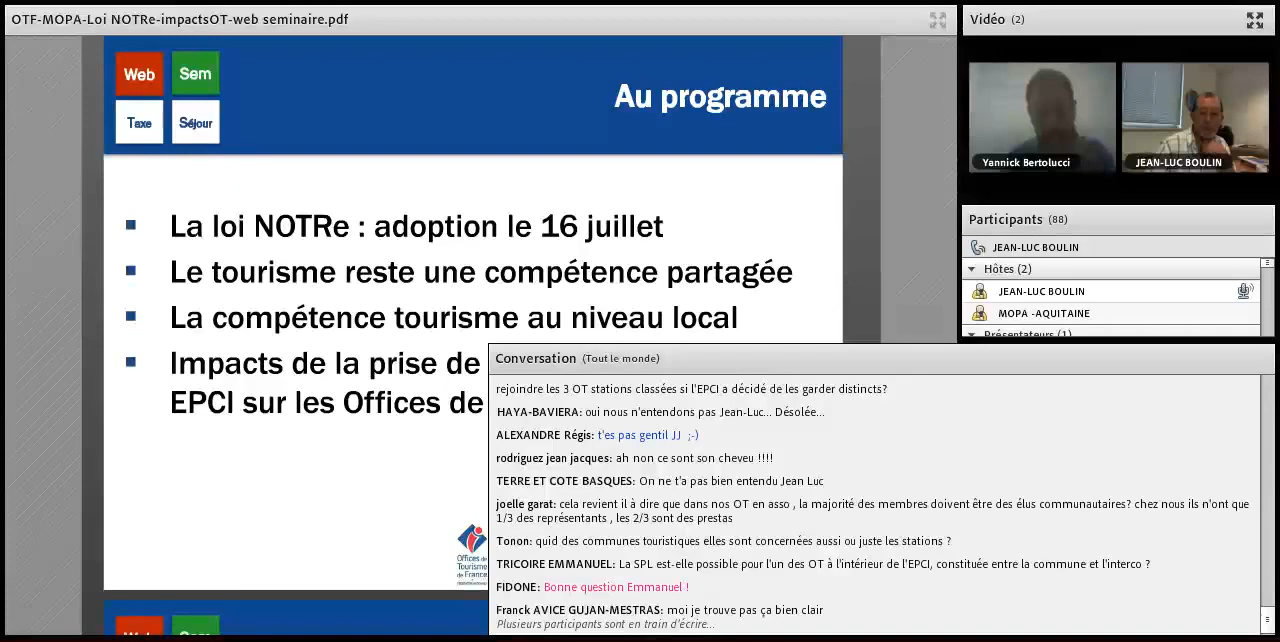 OTF-MOPA-Loi NOTRe-impactsOT-web seminaire.pdf
Web
Sem
Taxe
Séjour
Au programme
La loi NOTRe : adoption le 16 juillet
Le tourisme reste une compétence partagée
La compétence tourisme au niveau local
Impacts de la prise de
EPCI sur les Offices de
Offices de
Tourisme
de France
Sem
Vidéo (2)
Yannick Bertolucci
JEAN-LUC BOULIN
Participants (88)
JEAN-LUC BOULIN
Hôtes (2)
JEAN-LUC BOULIN
MOPA -AQUITAINE
Présentateurs (1)
Conversation (Tout le monde)
rejoindre les 3 OT stations classées si l'EPCI a décidé de les garder distincts?
HAYA-BAVIERA: oui nous n'entendons pas Jean-Luc... Désolée...
ALEXANDRE Régis: t'es pas gentil JJ ;-)
rodriguez jean jacques: ah non ce sont son cheveu !!!!
TERRE ET COTE BASQUES: On ne t'a pas bien entendu Jean Luc
joelle garat: cela revient il à dire que dans nos OT en asso , la majorité des membres doivent être des élus communautaires? chez nous ils n'ont que
1/3 des représentants , les 2/3 sont des prestas
Tonon: quid des communes touristiques elles sont concernées aussi ou juste les stations ?
TRICOIRE EMMANUEL: La SPL est-elle possible pour l'un des OT à l'intérieur de l'EPCI, constituée entre la commune et l'interco ?
FIDONE: Bonne question Emmanuel !
Franck AVICE GUJAN-MESTRAS: moi je trouve pas ça bien clair
Plusieurs participants sont en train d'écrire...